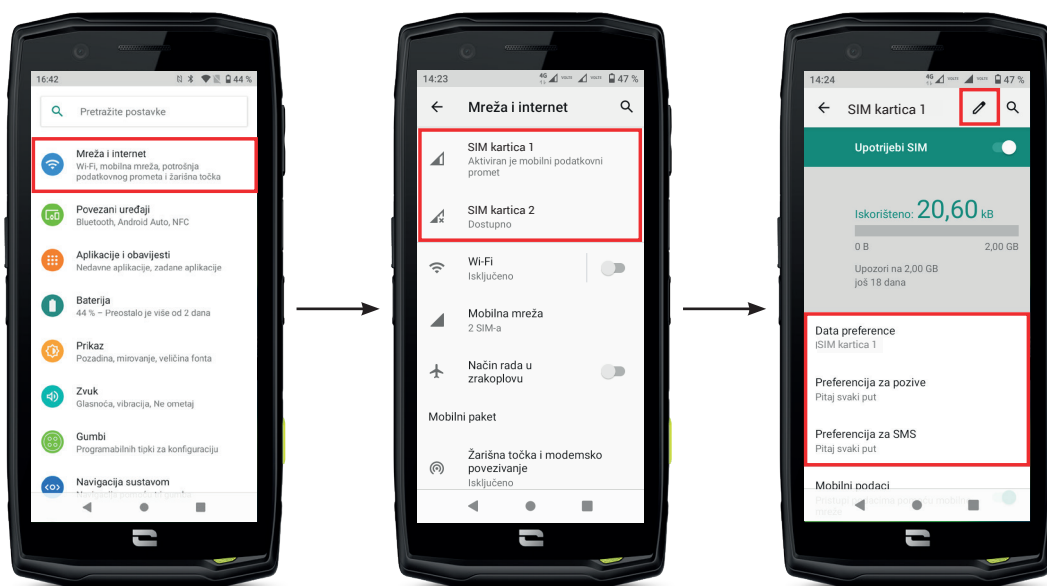 16:42
44 %
Pretražite postavke
Mreža i internet
Wi-Fi, mobilna mreža, potrošnja
podatkovnog prometa i žarišna točka
Povezani uređaji
Bluetooth, Android Auto, NFC
Aplikacije i obavijesti
Nedavne aplikacije, zadane aplikacije
Baterija
44 % – Preostalo je više od 2 dana
Prikaz
Pozadina, mirovanje, veličina fonta
Zvuk
Glasnoća, vibracija, Ne ometaj
Gumbi
Programabilnih tipki za konfiguraciju
Navigacija sustavom
14:23
4G
47 %
Mreža i internet
SIM kartica 1
Aktiviran je mobilni podatkovni
promet
SIM kartica 2
Dostupno
Wi-Fi
Isključeno
Mobilna mreža
2 SIM-a
Način rada u
zrakoplovu
Mobilni paket
Žarišna točka i modemsko
povezivanje
Isključeno
14:24
4G
47 %
SIM kartica 1
Upotrijebi SIM
Iskorišteno: 20,60 kB
0 B
2,00 GB
Upozori na 2,00 GB
još 18 dana
Data preference
SIM kartica 1
Preferencija za pozive
Pitaj svaki put
Preferencija za SMS
Pitaj svaki put
Mobilni podaci